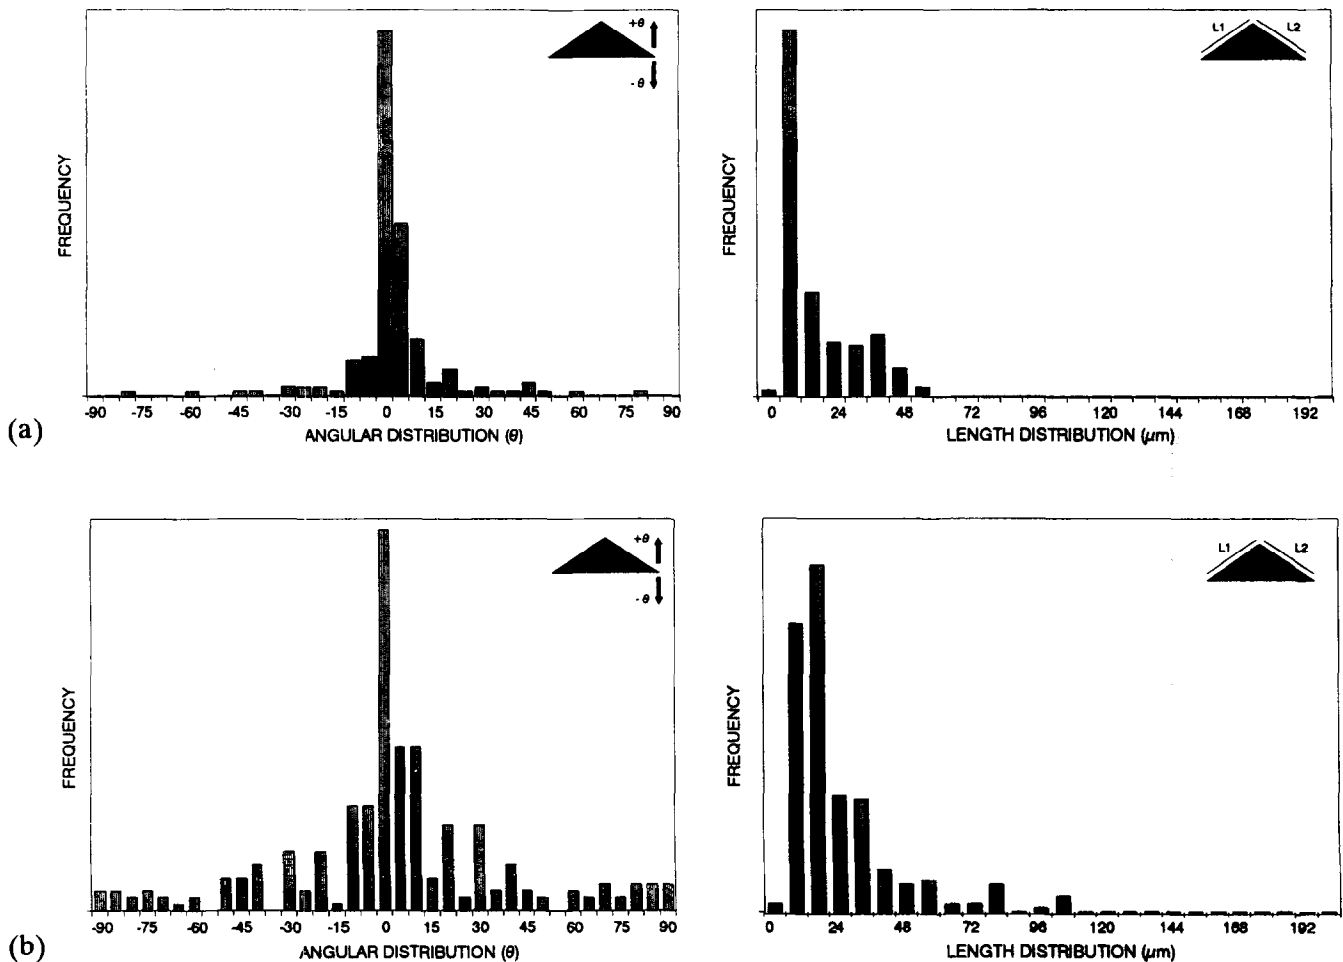 +θ
-θ
FREQUENCY
-90 -75 -60 -45 -30 -15 0 15 30 45 60 75 90
ANGULAR DISTRIBUTION (θ)
L1 L2
FREQUENCY
0 24 48 72 96 120 144 168 192
LENGTH DISTRIBUTION (μm)
(a)
+θ
-θ
FREQUENCY
-90 -75 -60 -45 -30 -15 0 15 30 45 60 75 90
ANGULAR DISTRIBUTION (θ)
L1 L2
FREQUENCY
0 24 48 72 96 120 144 168 192
LENGTH DISTRIBUTION (μm)
(b)